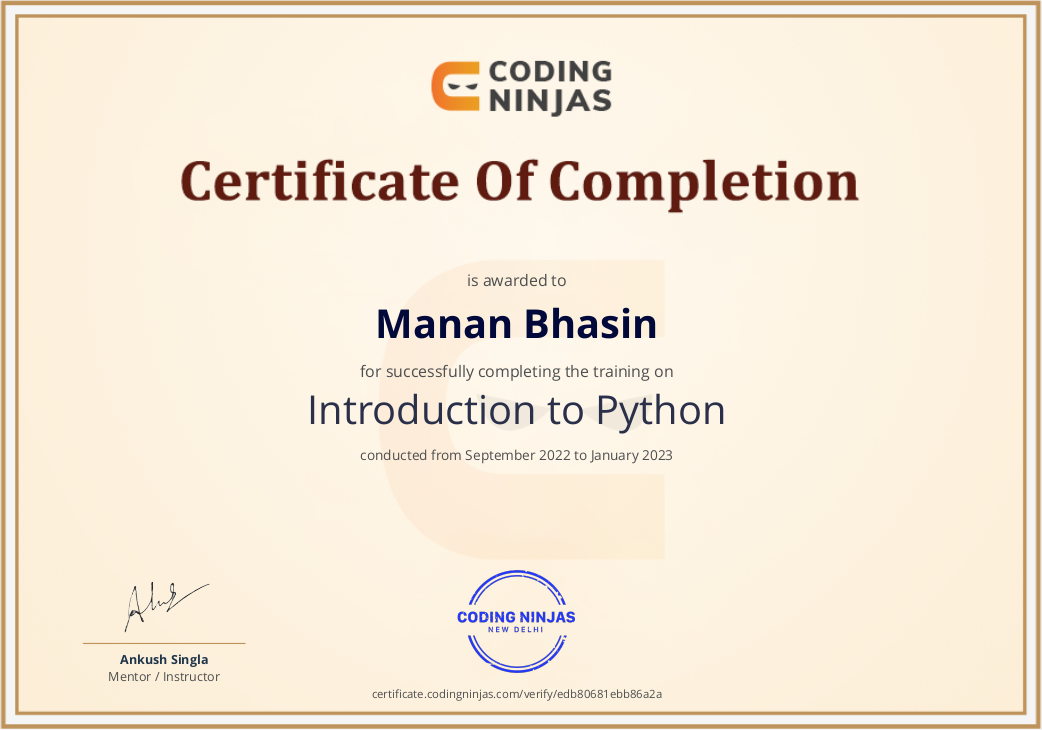 CODING
NINJAS
Certificate Of Completion
is awarded to
Manan Bhasin
for successfully completing the training on
Introduction to Python
conducted from September 2022 to January 2023
CODING NINJAS
NEW DELHI
Ankush Singla
Mentor / Instructor
certificate.codingninjas.com/verify/edb80681ebb86a2a